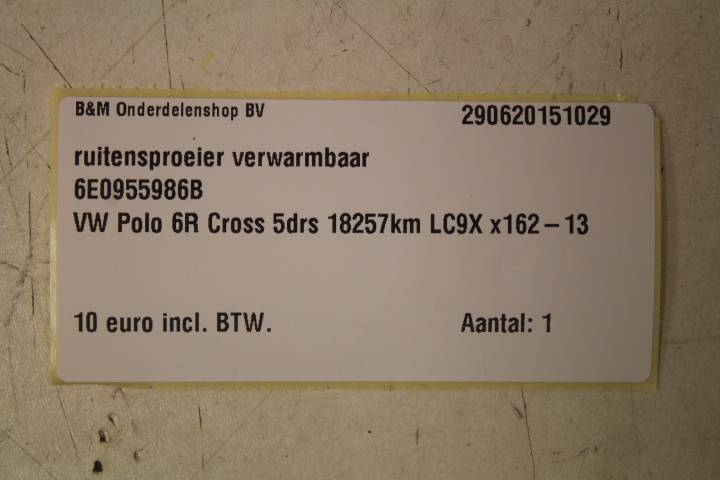 B&M Onderdelenshop BV 290620151029
ruitensproeier verwarmbaar
6E0955986B
VW Polo 6R Cross 5drs 18257km LC9X x162-13
10 euro incl. BTW. Aantal: 1